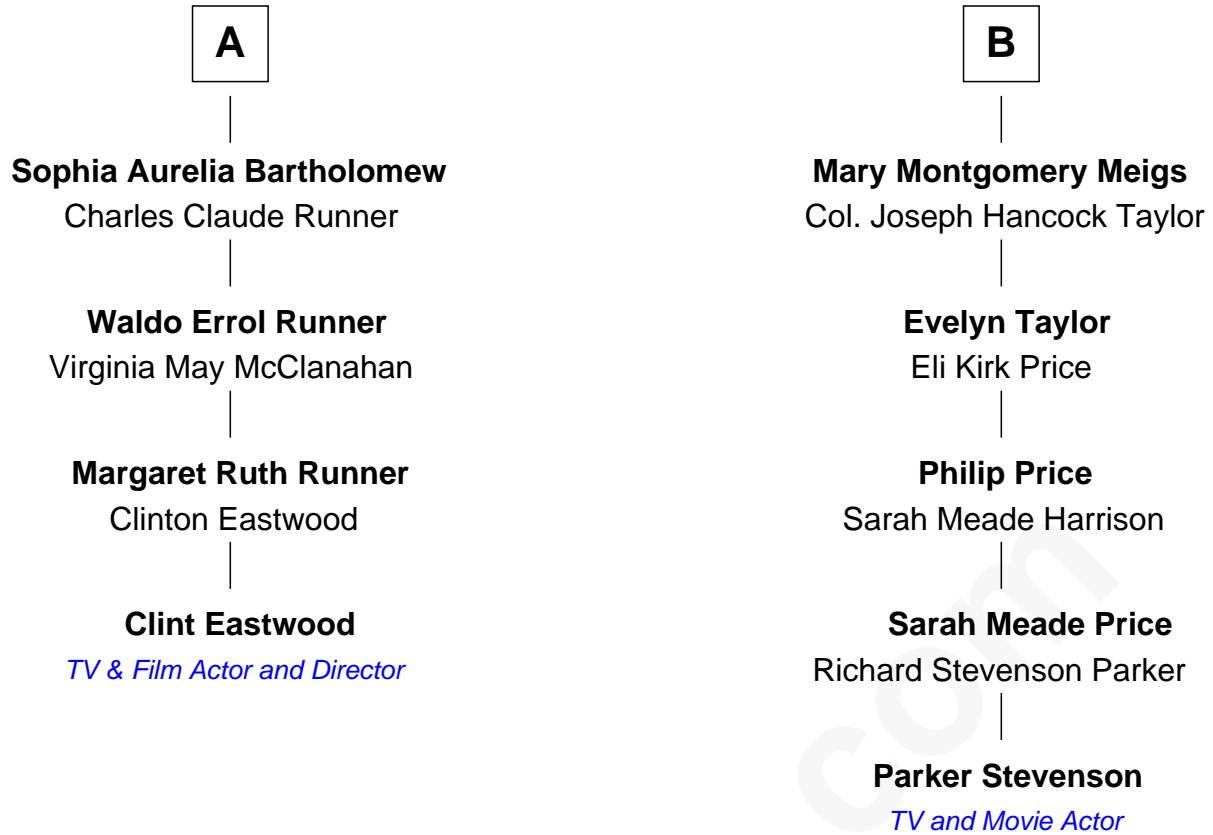 A
Sophia Aurelia Bartholomew
Charles Claude Runner
Waldo Errol Runner
Virginia May McClanahan
Margaret Ruth Runner
Clinton Eastwood
Clint Eastwood
TV & Film Actor and Director
B
Mary Montgomery Meigs
Col. Joseph Hancock Taylor
Evelyn Taylor
Eli Kirk Price
Philip Price
Sarah Meade Harrison
Sarah Meade Price
Richard Stevenson Parker
Parker Stevenson
TV and Movie Actor
com